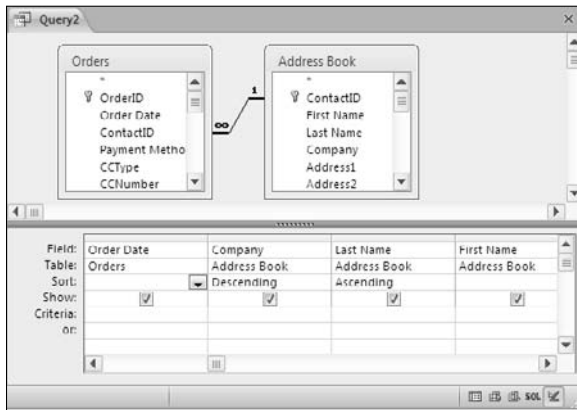 Query2
Orders
*
OrderID
Order Date
ContactID
Payment Metho
CCType
CCNumber
∞
1
Address Book
*
ContactID
First Name
Last Name
Company
Address1
Address2
Field: Order Date Company Last Name First Name
Table: Orders Address Book Address Book Address Book
Sort: Descending Ascending
Show:
Criteria:
or:
SQL